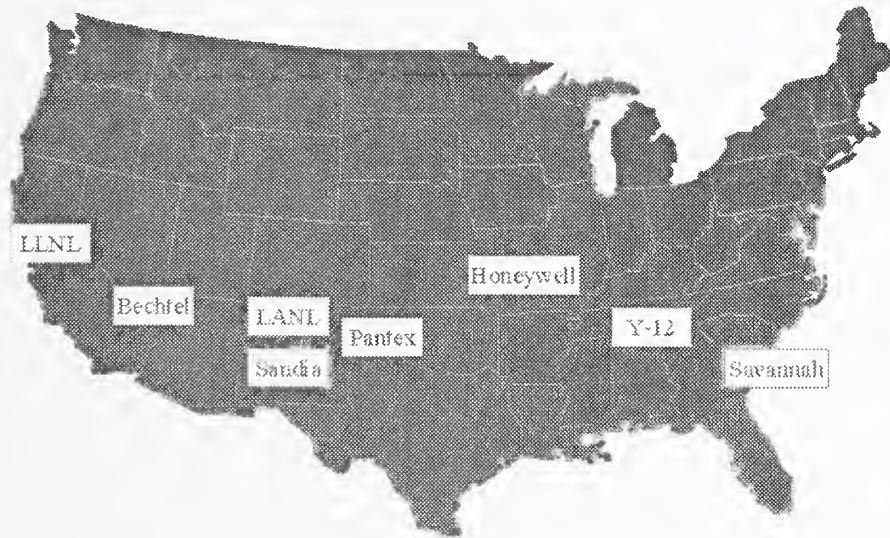 LLNL
Honeywell
Bechtel
LANL
Pantex
Y-12
Sandia
Savannah